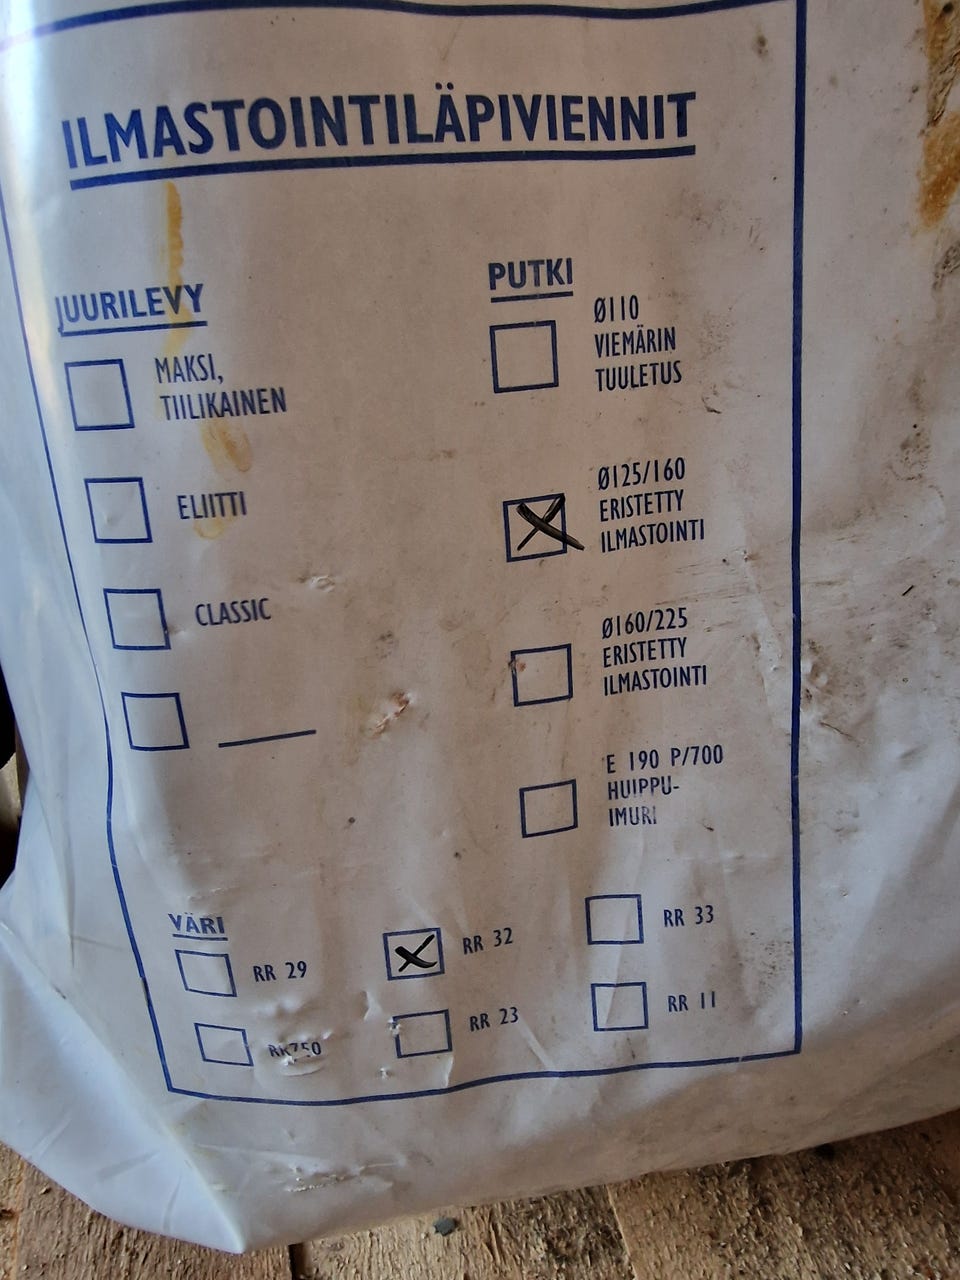 ILMASTOINTILÄPIVIENNIT
JUURILEVY
MAKSI,
TIILIKAINEN
ELIITTI
CLASSIC
PUTKI
Ø110
VIEMÄRIN
TUULETUS
Ø125/160
ERISTETTY
ILMASTOINTI
Ø160/225
ERISTETTY
ILMASTOINTI
E 190 P/700
HUIPPU-
IMURI
VÄRI
RR 29
RR 32
RR 33
RR 23
RR 11